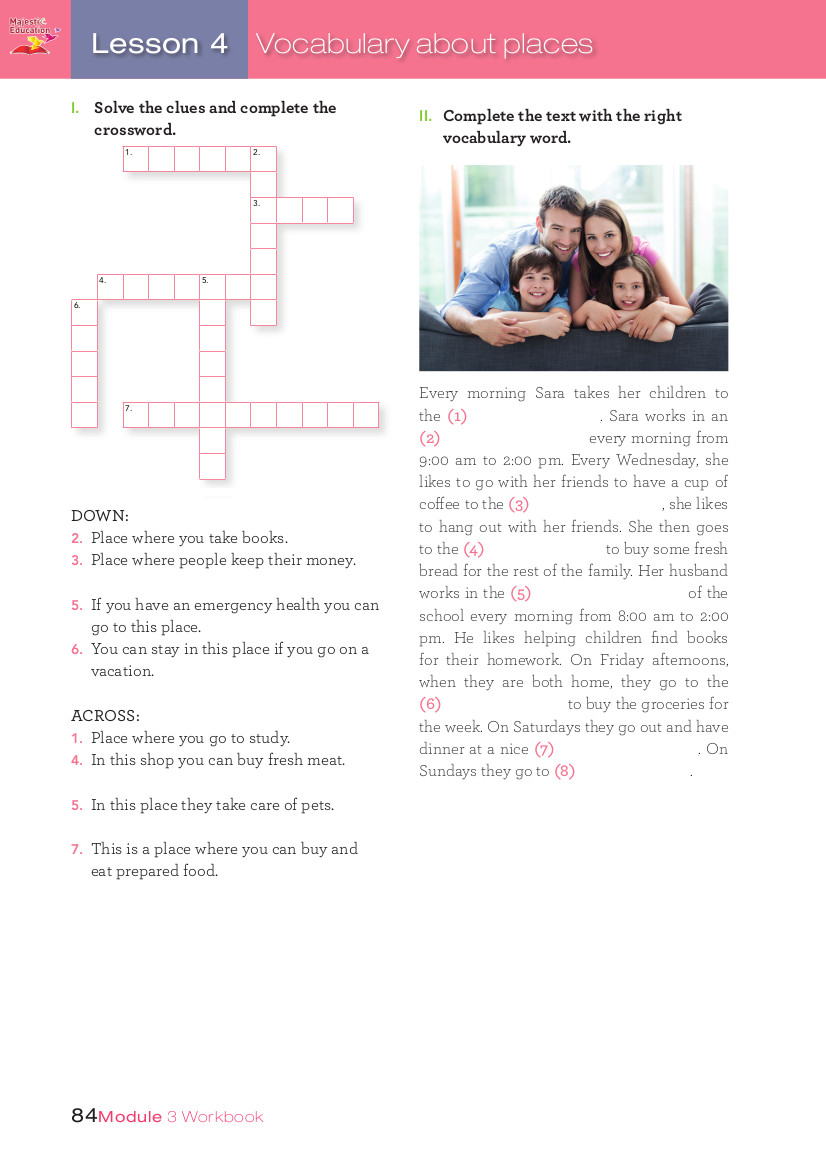 Majestic
Education
Lesson 4
Vocabulary about places
I. Solve the clues and complete the
crossword.
1.
2.
3.
4.
5.
6.
7.
DOWN:
2. Place where you take books.
3. Place where people keep their money.
5. If you have an emergency health you can
go to this place.
6. You can stay in this place if you go on a
vacation.
ACROSS:
1. Place where you go to study.
4. In this shop you can buy fresh meat.
5. In this place they take care of pets.
7. This is a place where you can buy and
eat prepared food.
II. Complete the text with the right
vocabulary word.
Every morning Sara takes her children to
the (1) . Sara works in an
(2) every morning from
9:00 am to 2:00 pm. Every Wednesday, she
likes to go with her friends to have a cup of
coffee to the (3) , she likes
to hang out with her friends. She then goes
to the (4) to buy some fresh
bread for the rest of the family. Her husband
works in the (5) of the
school every morning from 8:00 am to 2:00
pm. He likes helping children find books
for their homework. On Friday afternoons,
when they are both home, they go to the
(6) to buy the groceries for
the week. On Saturdays they go out and have
dinner at a nice (7) . On
Sundays they go to (8) .
84Module 3 Workbook